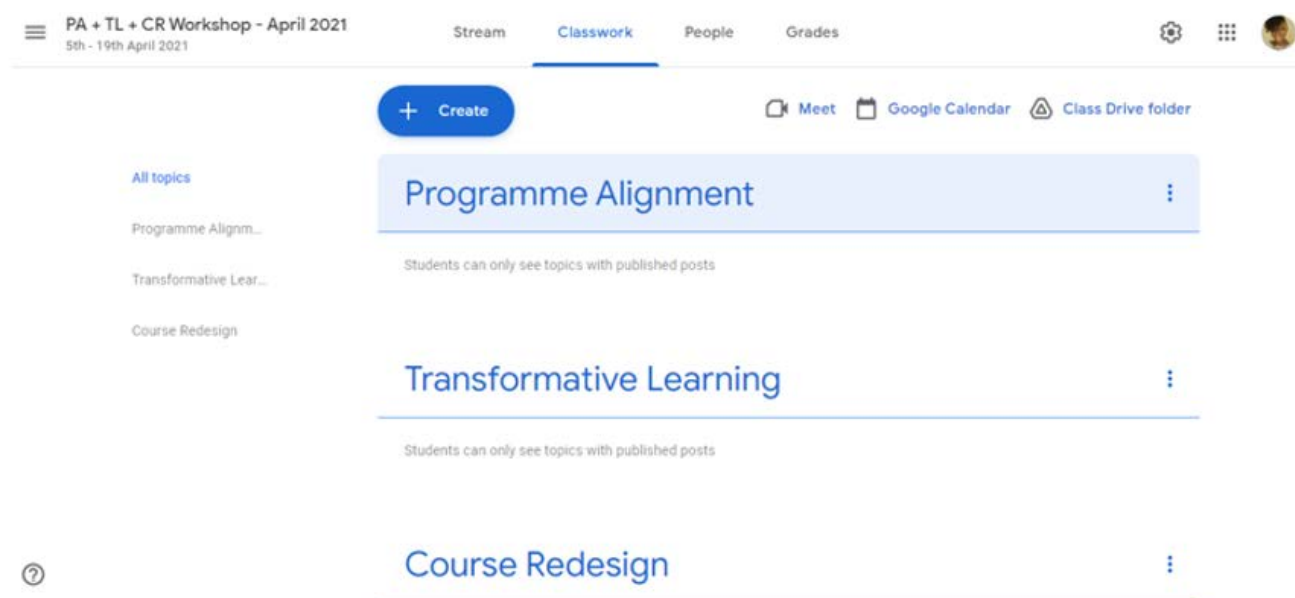 PA + TL + CR Workshop - April 2021
5th - 19th April 2021
Stream Classwork People Grades
+ Create
Meet Google Calendar Class Drive folder
All topics
Programme Alignm...
Transformative Lear...
Course Redesign
Programme Alignment
Students can only see topics with published posts
Transformative Learning
Students can only see topics with published posts
Course Redesign